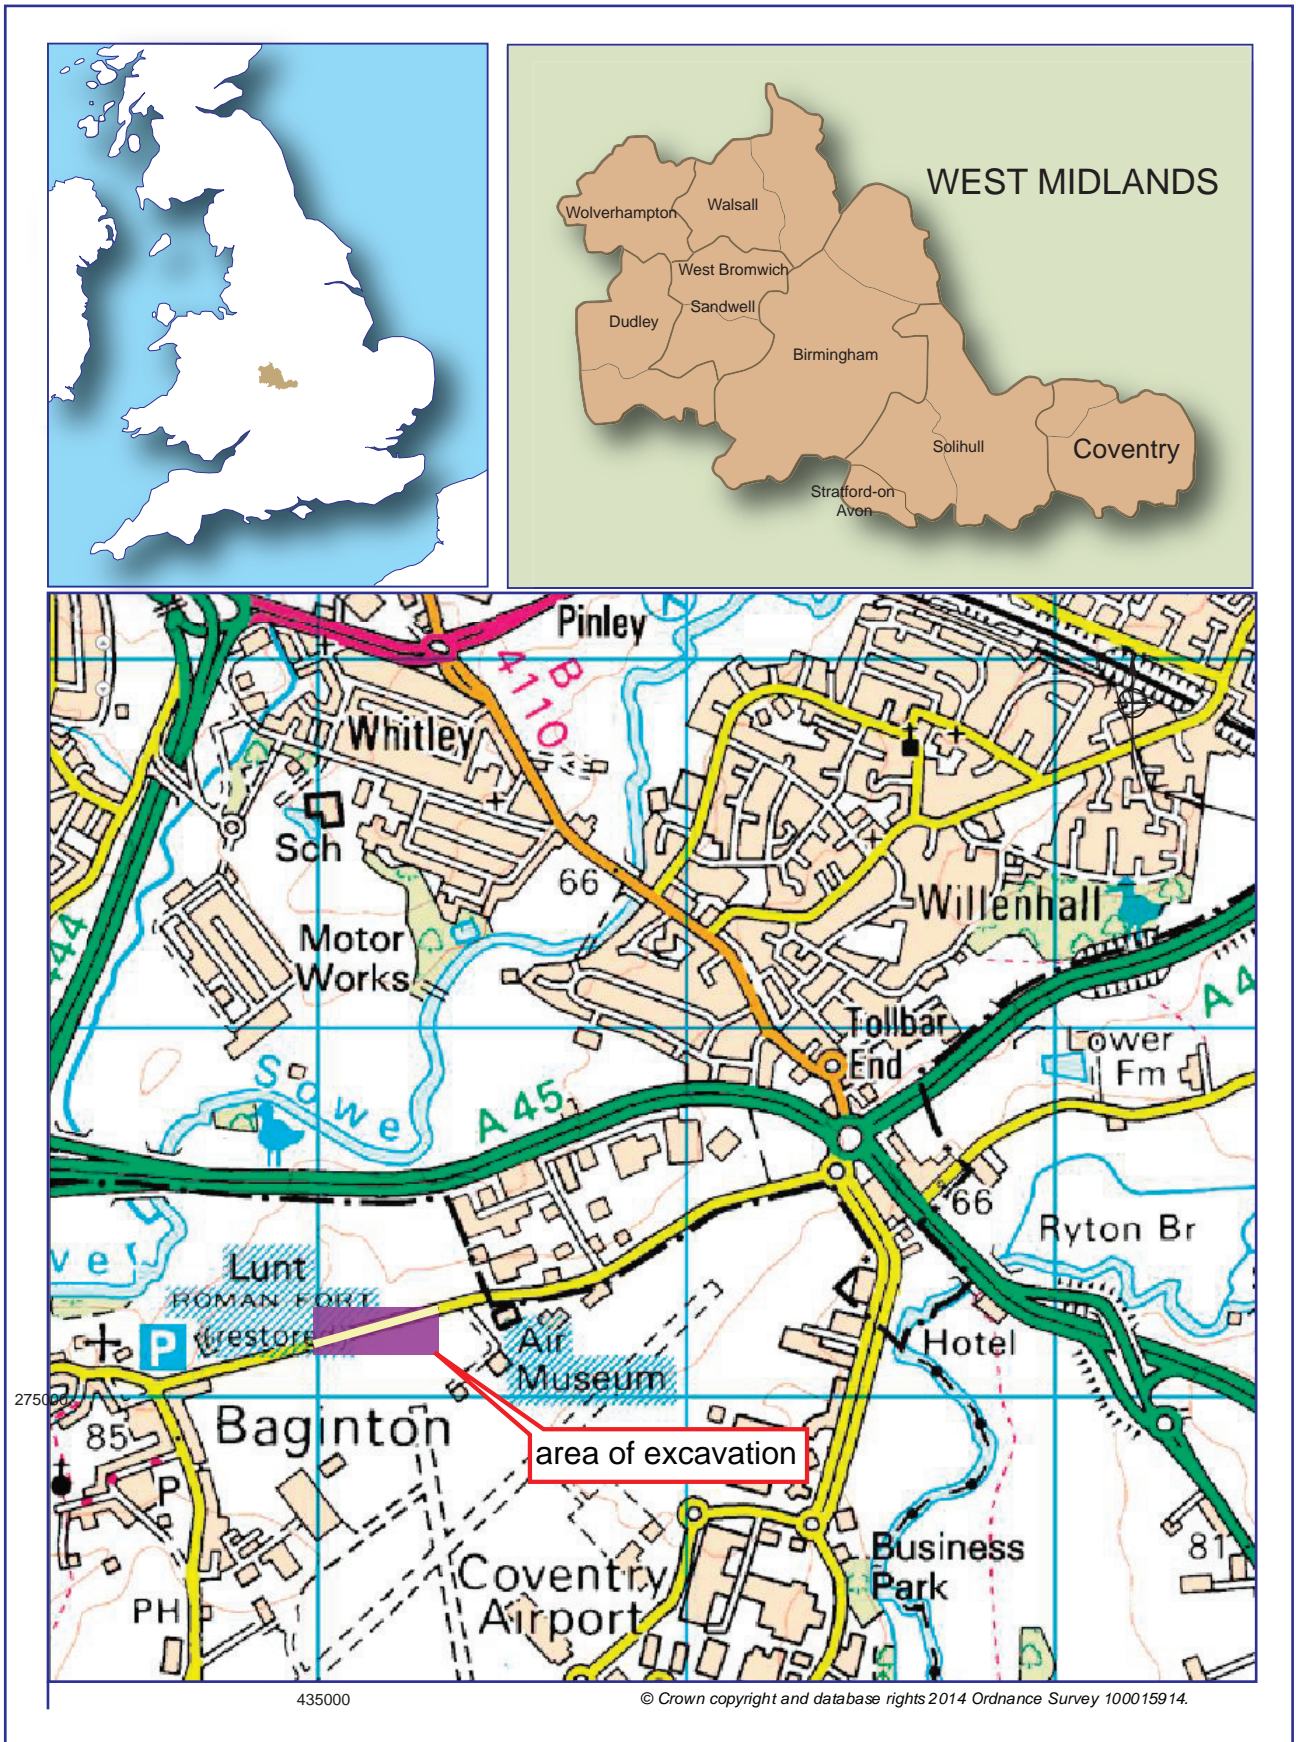 WEST MIDLANDS
Wolverhampton
Walsall
West Bromwich
Sandwell
Dudley
Birmingham
Solihull
Coventry
Stratford-on
Avon
Pinley
B
4110
Whitley
Sch
66
Motor
Works
Willenhall
A 4
Tollbar
End
Lower
Fm
Sowe
A 45
66
Ryton Br
Lunt
ROMAN FORT
P
Air
Museum
Hotel
275000
85
Baginton
area of excavation
P
Business
Park
81
Coventry
Airport
PH
435000
© Crown copyright and database rights 2014 Ordnance Survey 100015914.